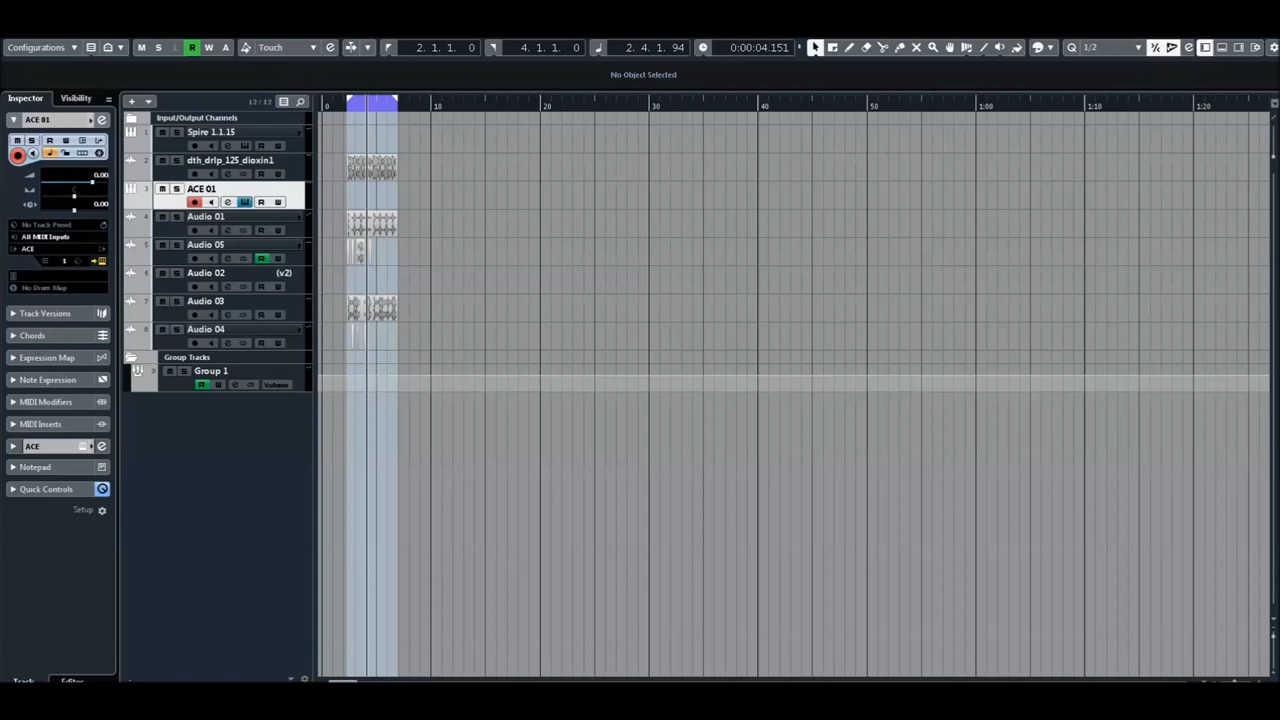 Configurations M S R W A Touch 2. 1. 1. 0 4. 1. 1. 0 2. 4. 1. 94 0:00:04.151 Q 1/2
No Object Selected
Inspector Visibility
12 / 12
0 10 20 30 40 50 1:00 1:10 1:20
ACE 01
M S
R W
0.00
C
0.00
No Track Preset
All MIDI Inputs
ACE
1
No Drum Map
Track Versions
Chords
Expression Map
Note Expression
MIDI Modifiers
MIDI Inserts
ACE
Notepad
Quick Controls
Setup
Input/Output Channels
1 M S Spire 1.1.15
R W
2 M S dth_drlp_125_dioxin1
R W
3 M S ACE 01
R W
4 M S Audio 01
R W
5 M S Audio 05
R W
6 M S Audio 02 (v2)
R W
7 M S Audio 03
R W
8 M S Audio 04
R W
Group Tracks
9 M S Group 1
R W Volume
Track Editor